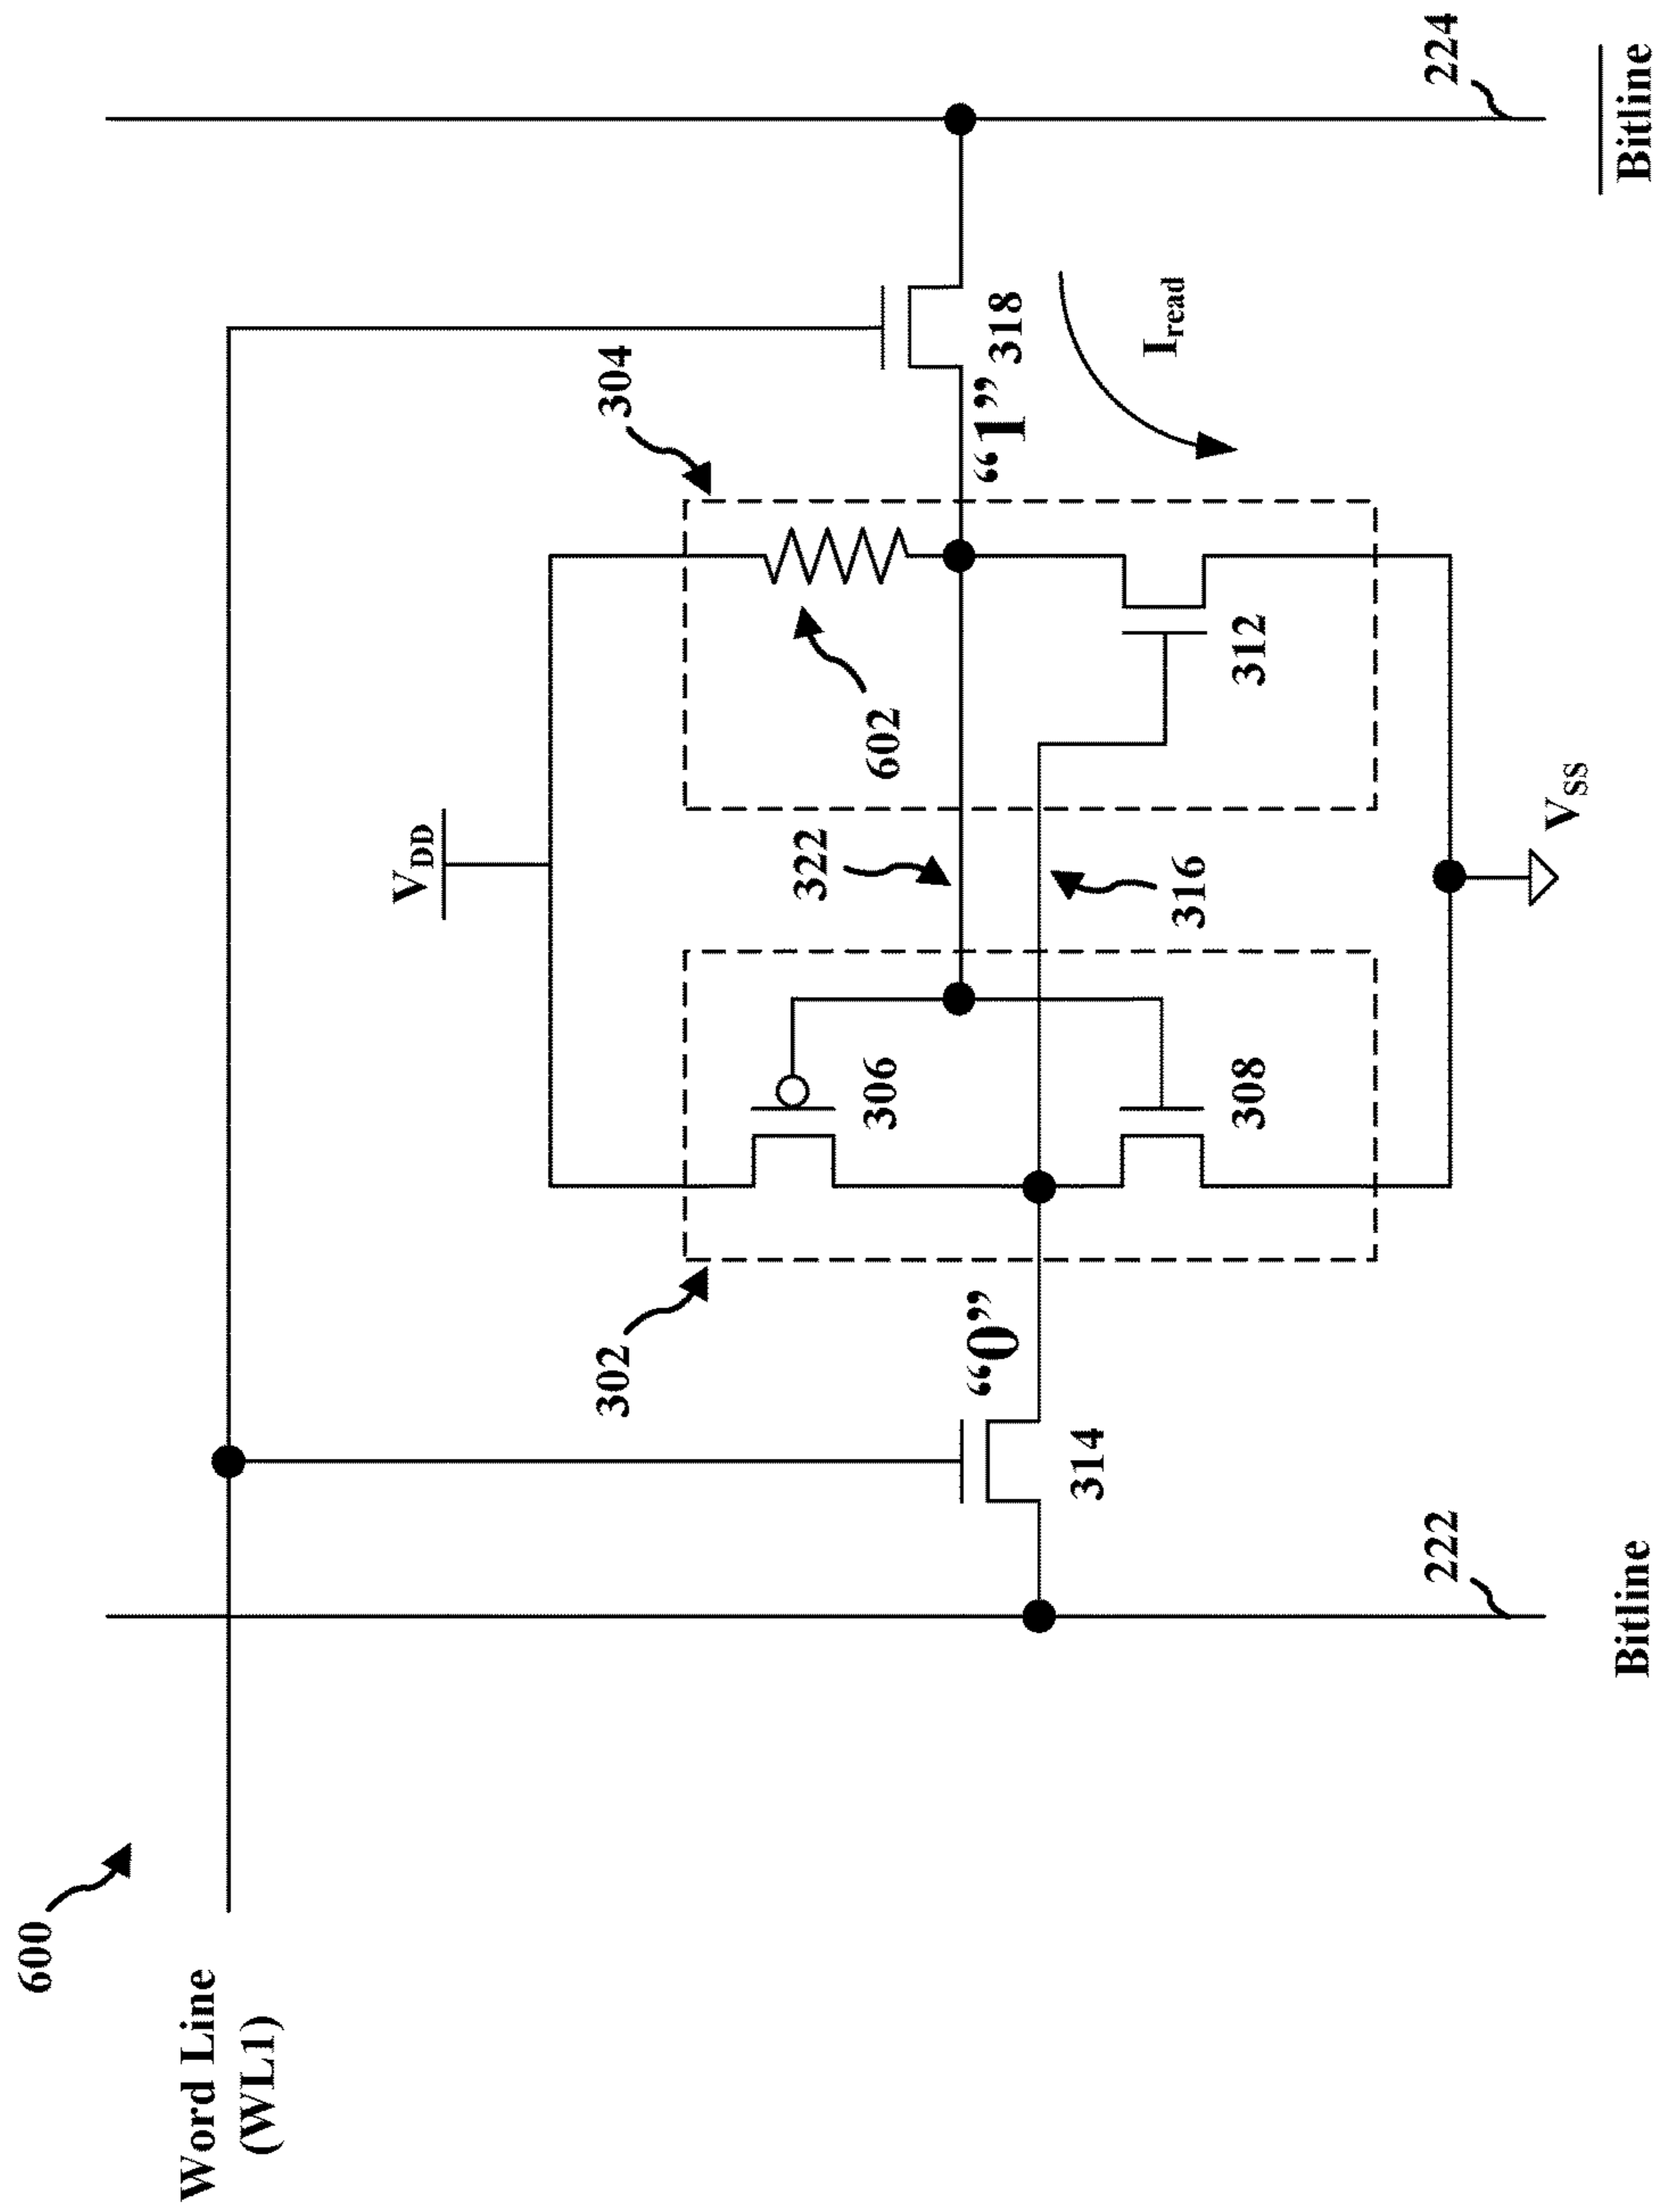 600
Word Line
(WL1)
V_DD
302
304
602
322
306
"0"
"1"
318
314
316
308
312
I_read
222
224
V_SS
Bitline
Bitline